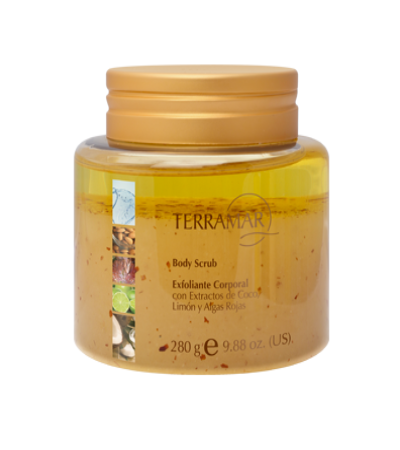 TERRAMAR
Body Scrub
Exfoliante Corporal
con Extractos de Coco,
Limón y Algas Rojas
280 g e 9.88 oz. (US).